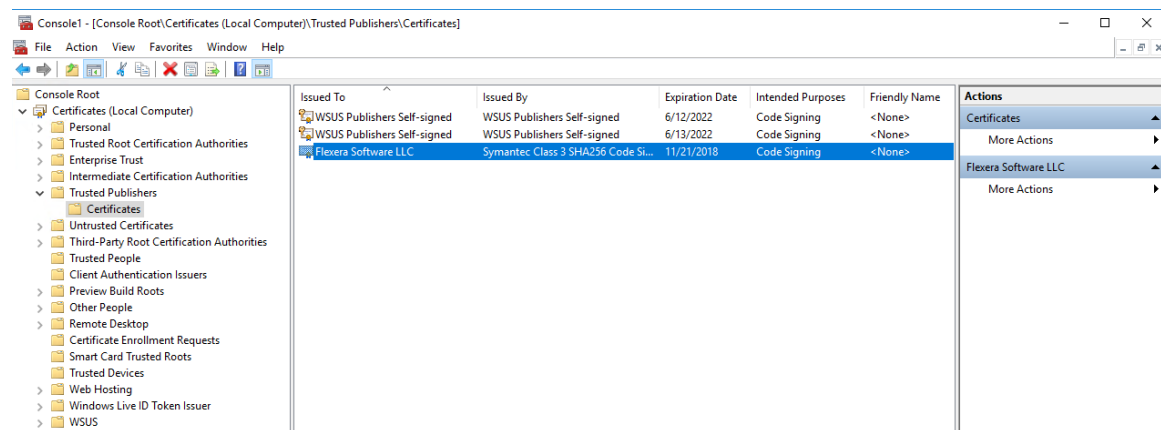 Console1 - [Console Root\Certificates (Local Computer)\Trusted Publishers\Certificates]
File Action View Favorites Window Help
Console Root
Certificates (Local Computer)
Personal
Trusted Root Certification Authorities
Enterprise Trust
Intermediate Certification Authorities
Trusted Publishers
Certificates
Untrusted Certificates
Third-Party Root Certification Authorities
Trusted People
Client Authentication Issuers
Preview Build Roots
Other People
Remote Desktop
Certificate Enrollment Requests
Smart Card Trusted Roots
Trusted Devices
Web Hosting
Windows Live ID Token Issuer
WSUS
Issued To Issued By Expiration Date Intended Purposes Friendly Name
WSUS Publishers Self-signed WSUS Publishers Self-signed 6/12/2022 Code Signing <None>
WSUS Publishers Self-signed WSUS Publishers Self-signed 6/13/2022 Code Signing <None>
Flexera Software LLC Symantec Class 3 SHA256 Code Si... 11/21/2018 Code Signing <None>
Actions
Certificates
More Actions
Flexera Software LLC
More Actions